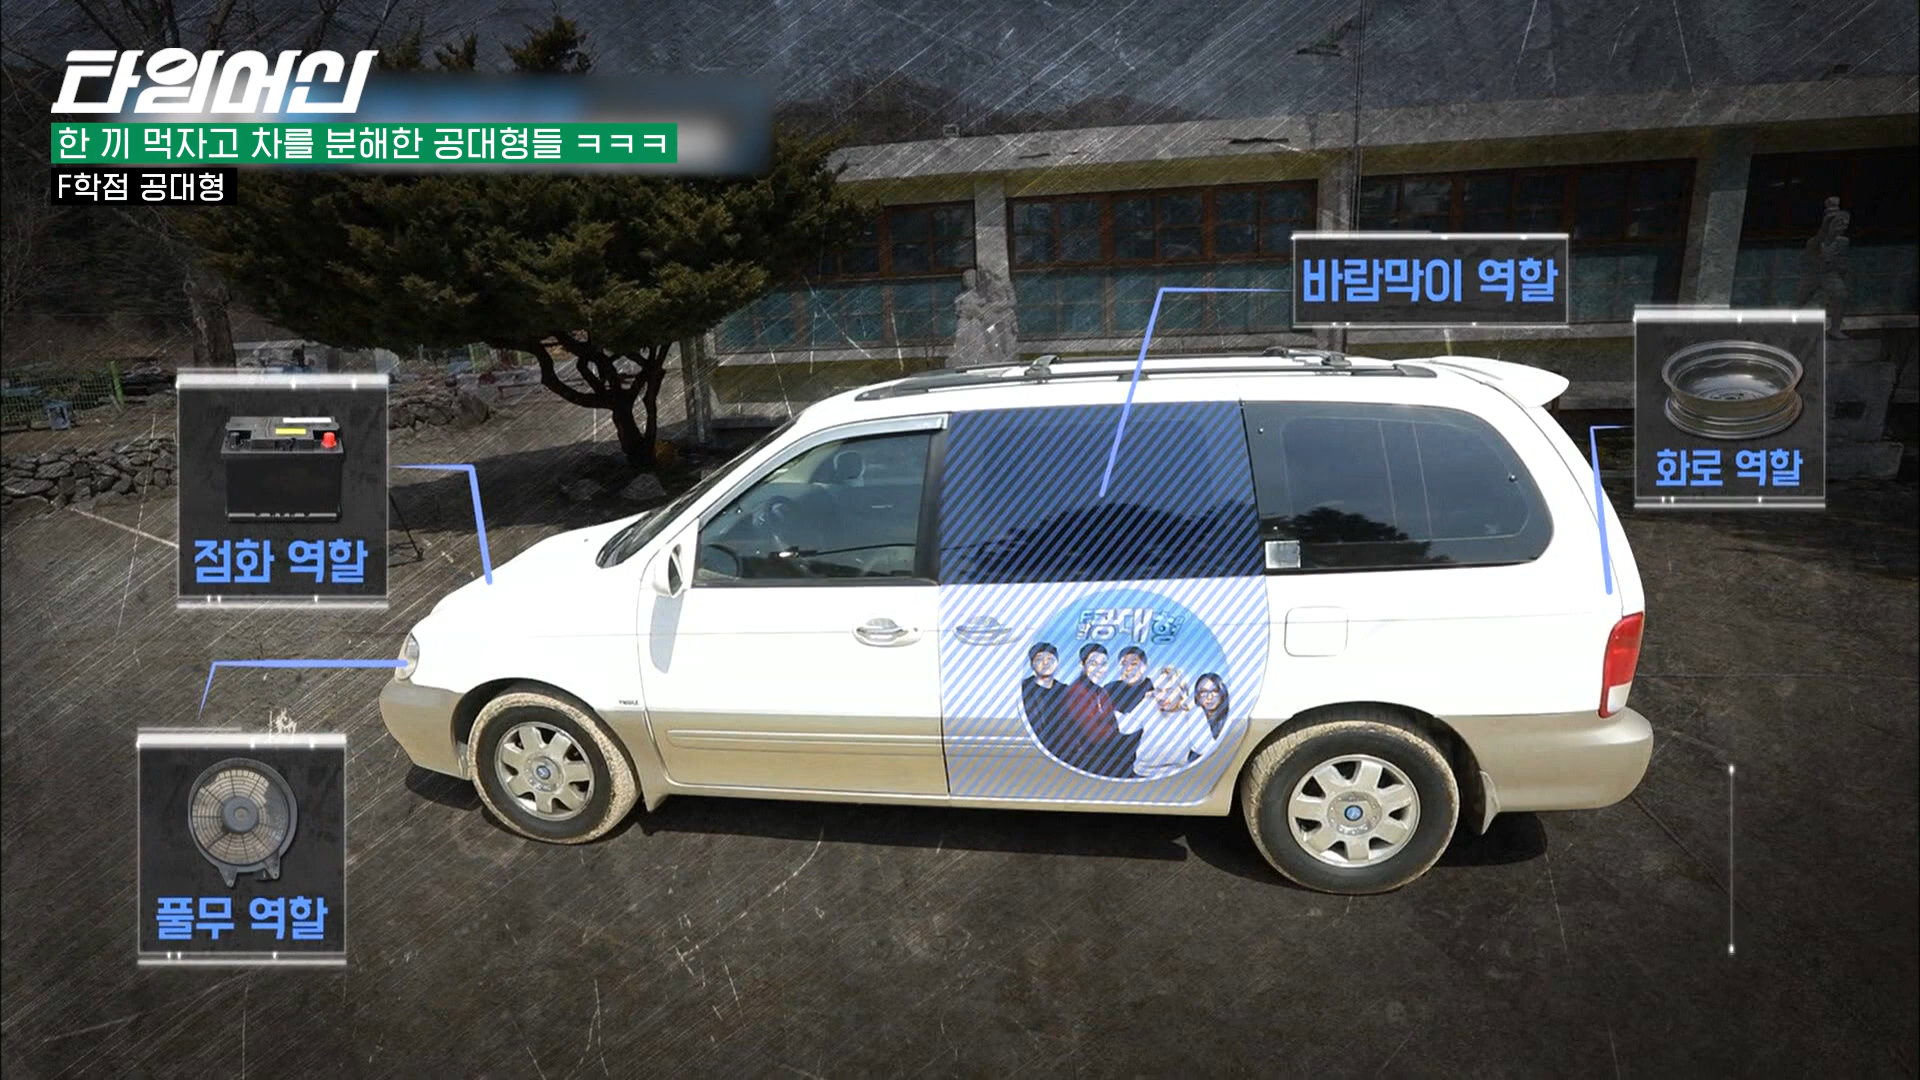 타임머신
한 끼 먹자고 차를 분해한 공대형들 ㅋㅋㅋ
F학점 공대형
바람막이 역할
화로 역할
점화 역할
공대형
풀무 역할